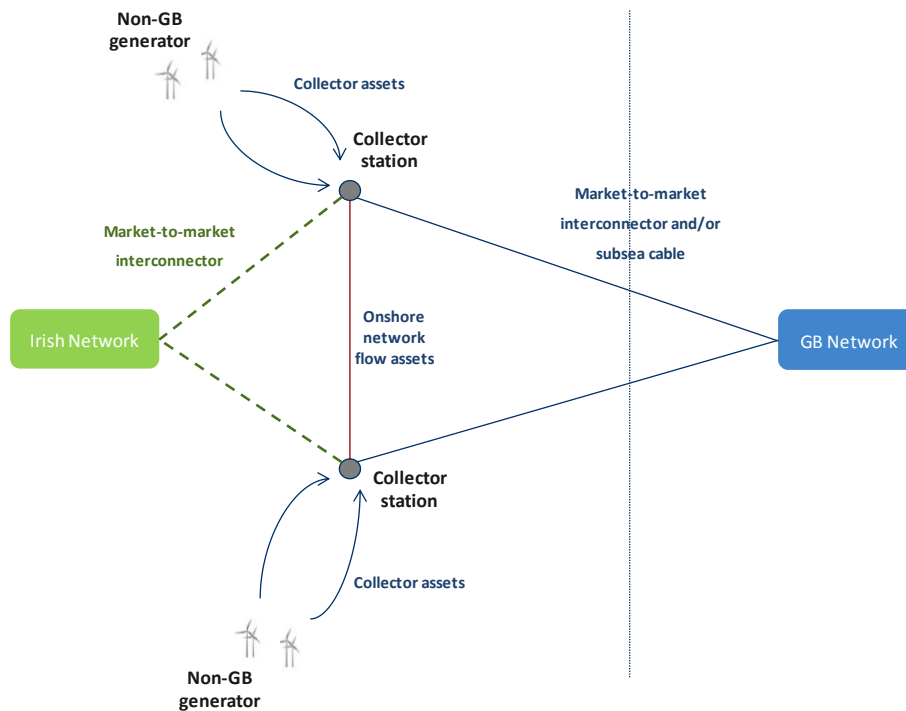 Non-GB
generator
Collector assets
Collector
station
Market-to-market
interconnector
Market-to-market
interconnector and/or
subsea cable
Irish Network
Onshore
network
flow assets
GB Network
Collector
station
Collector assets
Non-GB
generator